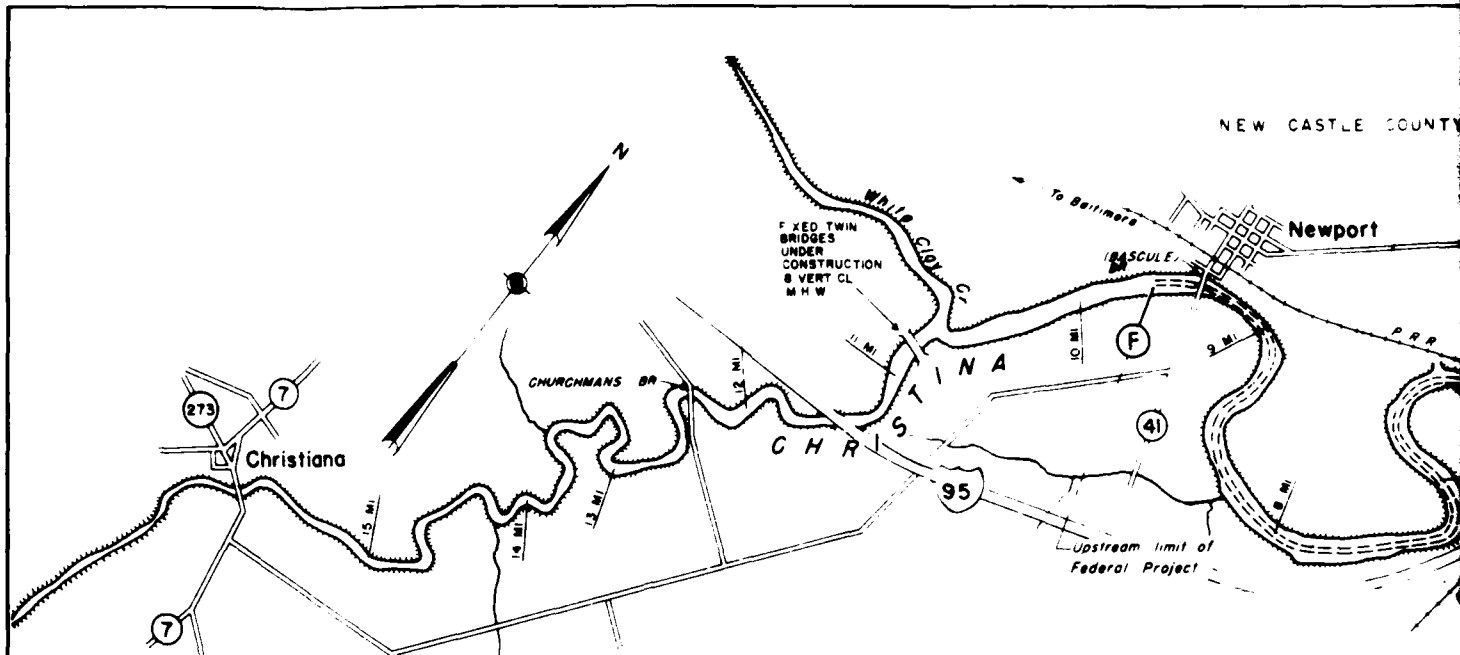 NEW CASTLE COUNTY
N
To Baltimore
White Clay Cr
Newport
F XED TWIN
BRIDGES
UNDER
CONSTRUCTION
8 VERT CL
M H W
(BASCULE)
BR
P R R
11 MI
10 MI
F
9 MI
CHURCHMANS BR
12 MI
CHRISTINA
7
273
41
Christiana
95
15 MI
14 MI
13 MI
8 MI
Upstream limit of
Federal Project
7